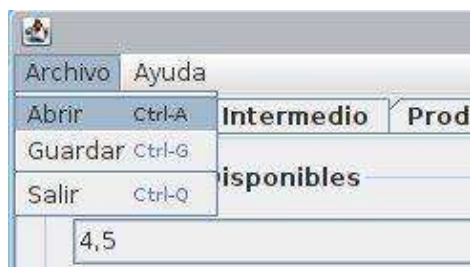 Archivo Ayuda
Abrir Ctrl-A Intermedio Prod
Guardar Ctrl-G
isponibles
Salir Ctrl-Q
4,5